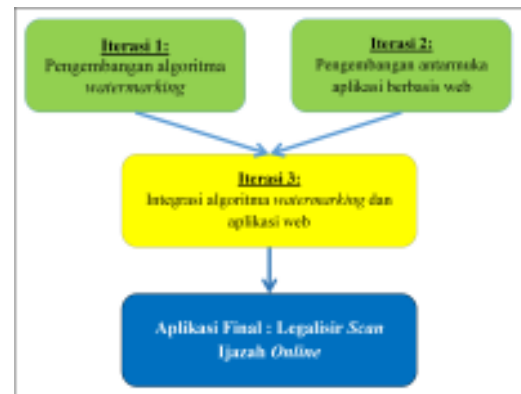 Iterasi 1:
Pengembangan algoritma
watermarking
Iterasi 2:
Pengembangan antarmuka
aplikasi berbasis web
Iterasi 3:
Integrasi algoritma watermarking dan
aplikasi web
Aplikasi Final : Legalisir Scan
Ijazah Online